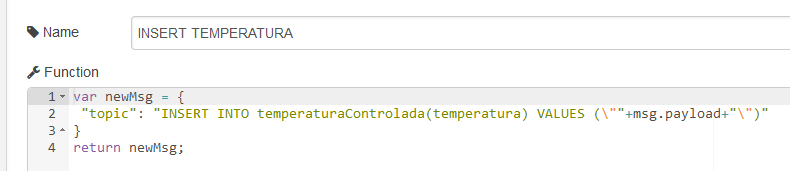 Name
INSERT TEMPERATURA
Function
1 var newMsg = {
2 "topic": "INSERT INTO temperaturaControlada(temperatura) VALUES (\""+msg.payload+"\")"
3 }
4 return newMsg;